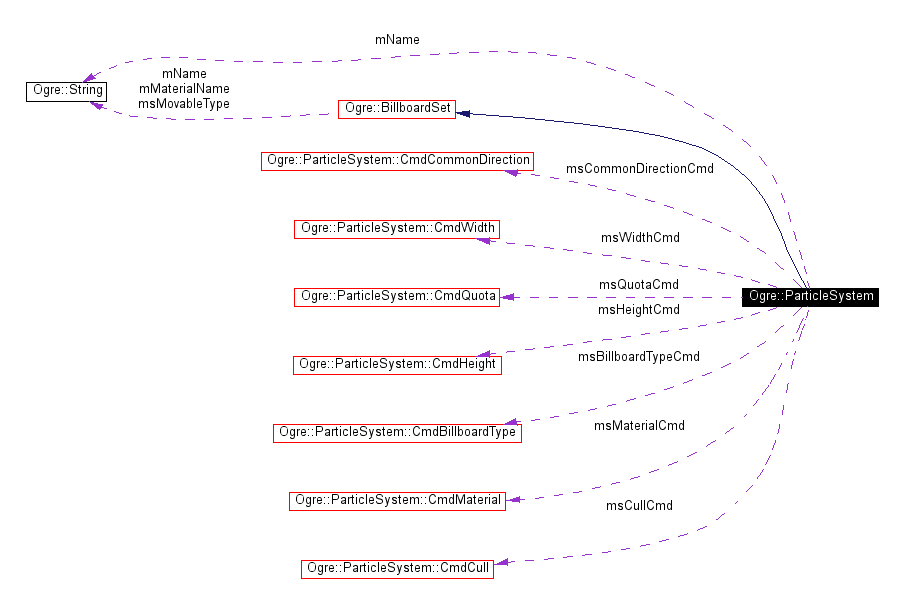 mName
mName
Ogre::String
mMaterialName
msMovableType
Ogre::BillboardSet
Ogre::ParticleSystem::CmdCommonDirection
msCommonDirectionCmd
Ogre::ParticleSystem::CmdWidth
msWidthCmd
msQuotaCmd
Ogre::ParticleSystem::CmdQuota
Ogre::ParticleSystem
msHeightCmd
msBillboardTypeCmd
Ogre::ParticleSystem::CmdHeight
msMaterialCmd
Ogre::ParticleSystem::CmdBillboardType
Ogre::ParticleSystem::CmdMaterial
msCullCmd
Ogre::ParticleSystem::CmdCull